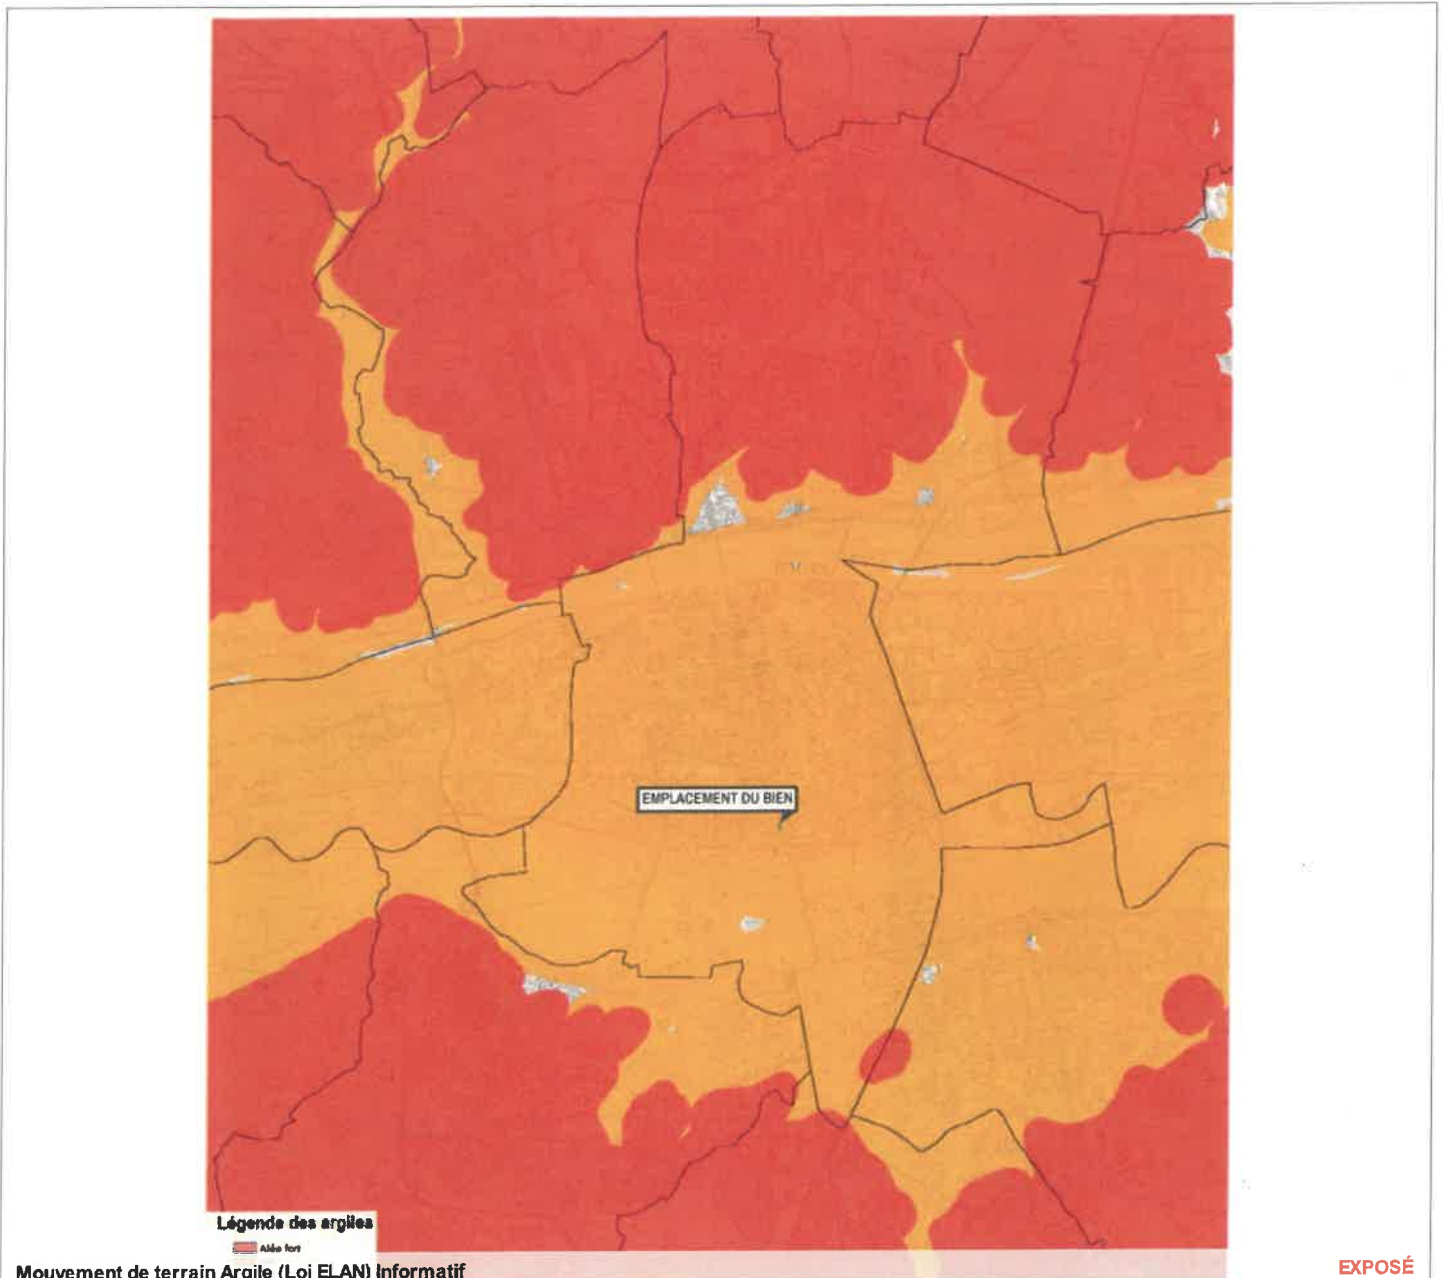 EMPLACEMENT DU BIEN
Légende des argiles
Aléa fort
Mouvement de terrain Argile (Loi ELAN) Informatif
EXPOSÉ